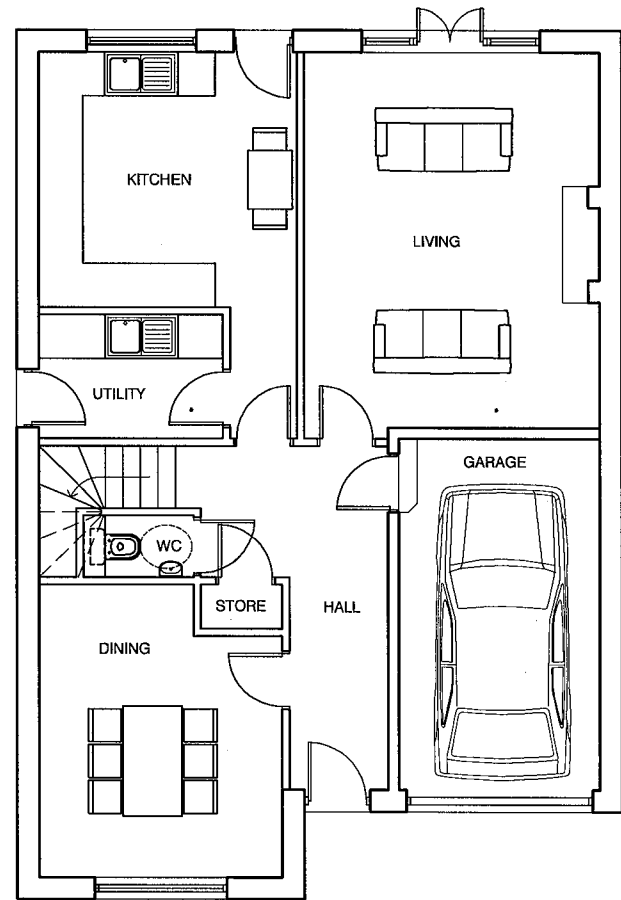 KITCHEN
LIVING
UTILITY
GARAGE
WC
STORE
HALL
DINING